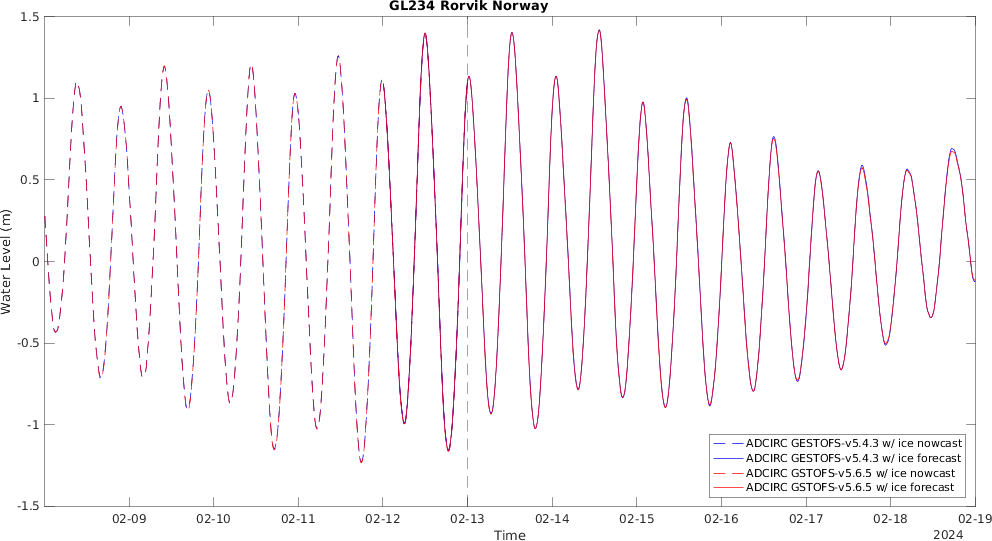 GL234 Rorvik Norway
1.5
1
0.5
0
-0.5
-1
-1.5
Water Level (m)
02-09 02-10 02-11 02-12 02-13 02-14 02-15 02-16 02-17 02-18 02-19
Time
2024
ADCIRC GESTOFS-v5.4.3 w/ ice nowcast
ADCIRC GESTOFS-v5.4.3 w/ ice forecast
ADCIRC GSTOFS-v5.6.5 w/ ice nowcast
ADCIRC GSTOFS-v5.6.5 w/ ice forecast